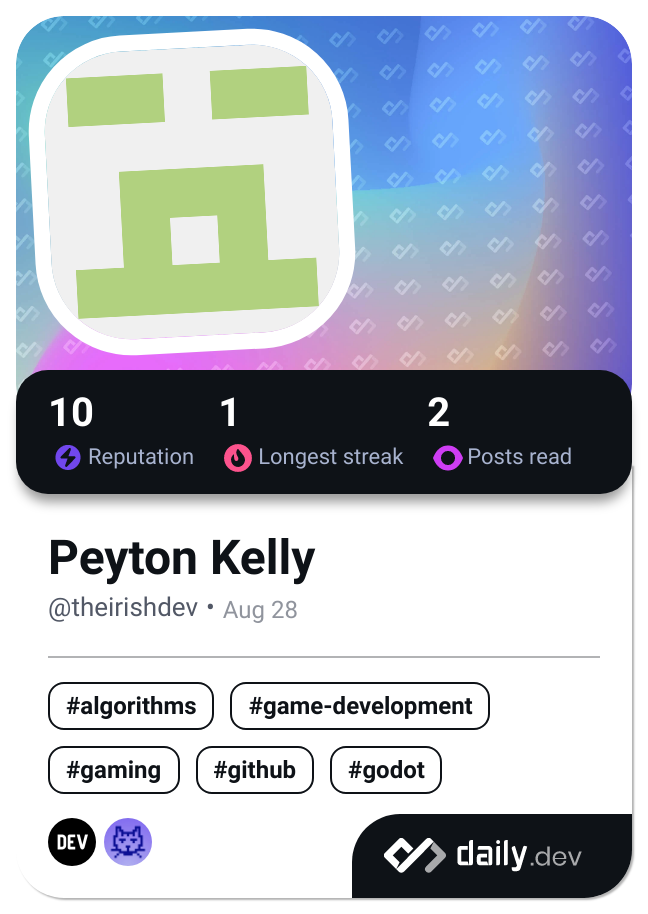 10 1 2
Reputation Longest streak Posts read
Peyton Kelly
@theirishdev • Aug 28
#algorithms #game-development
#gaming #github #godot
DEV
daily.dev